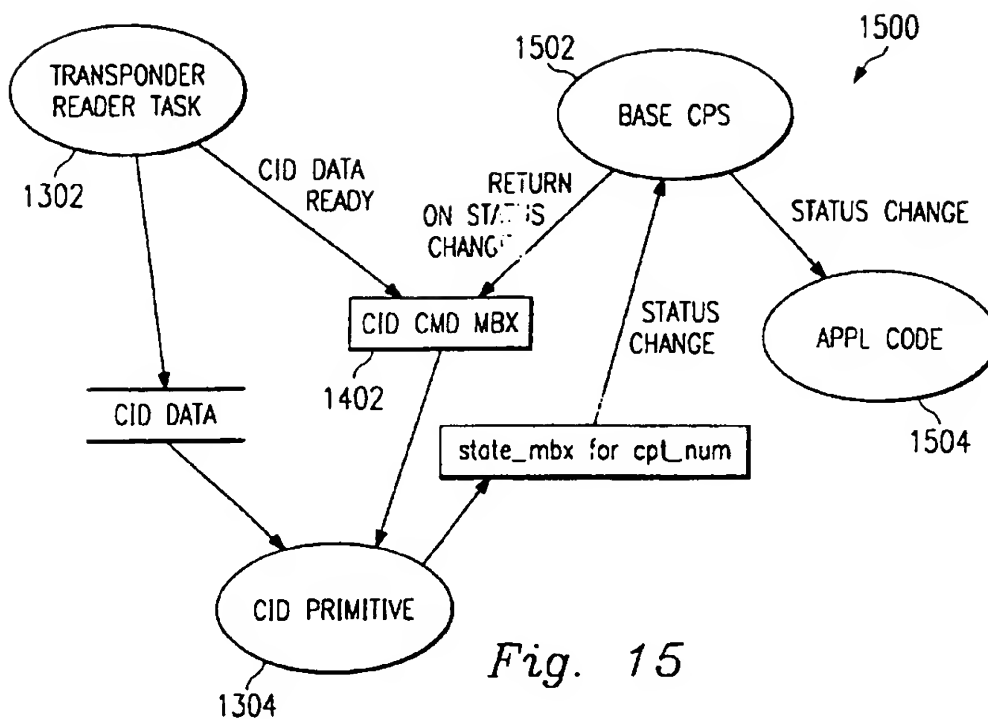 1500
1502
TRANSPONDER
READER TASK
1302
BASE CPS
CID DATA
READY
RETURN
ON STATUS
CHANGE
STATUS CHANGE
CID CMD MBX
1402
STATUS
CHANGE
APPL CODE
1504
CID DATA
state_mbx for cpt_num
CID PRIMITIVE
1304
Fig. 15